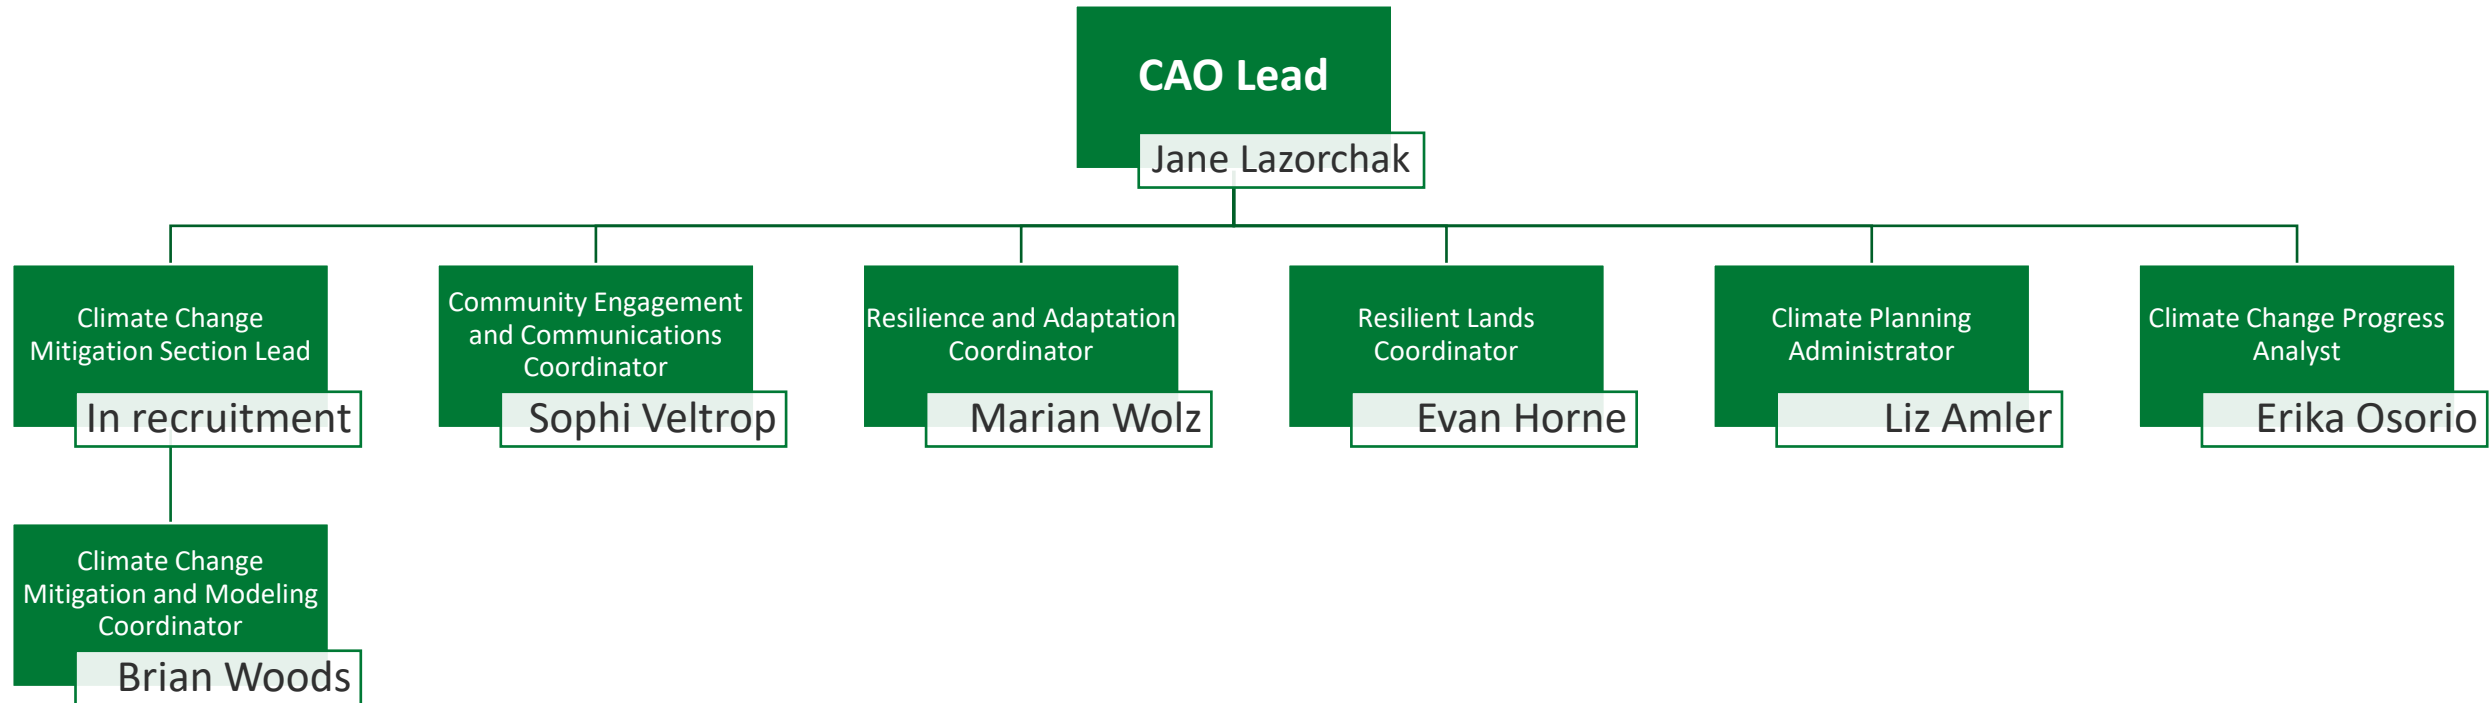 CAO Lead
Jane Lazorchak
Climate Change
Mitigation Section Lead
In recruitment
Community Engagement
and Communications
Coordinator
Sophi Veltrop
Resilience and Adaptation
Coordinator
Marian Wolz
Resilient Lands
Coordinator
Evan Horne
Climate Planning
Administrator
Liz Amler
Climate Change Progress
Analyst
Erika Osorio
Climate Change
Mitigation and Modeling
Coordinator
Brian Woods